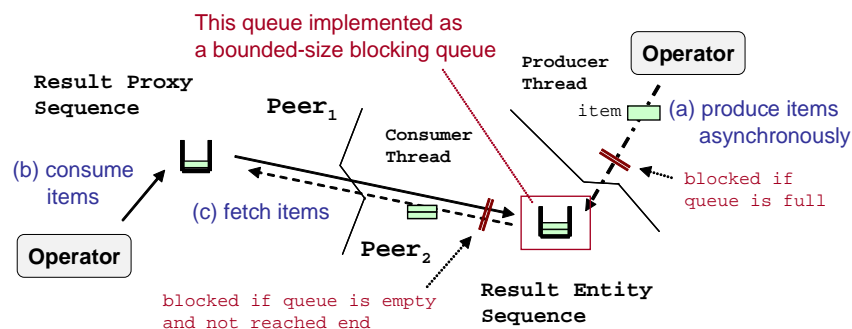 This queue implemented as
a bounded-size blocking queue
Operator
Producer
Thread
Result Proxy
Sequence
Peer1
item
(a) produce items
asynchronously
Consumer
Thread
(b) consume
items
blocked if
queue is full
(c) fetch items
Operator
Peer2
blocked if queue is empty
and not reached end
Result Entity
Sequence